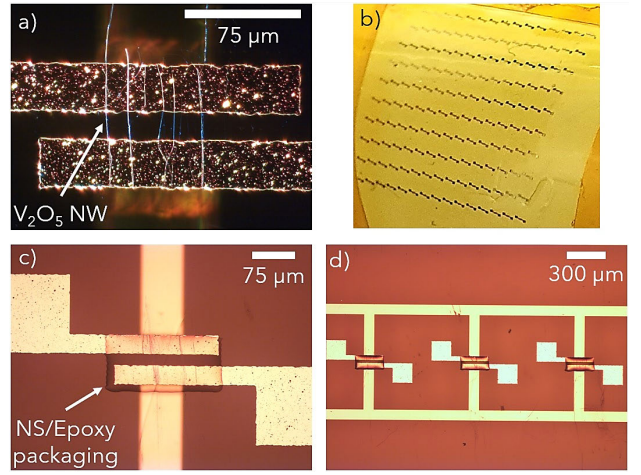 a)
75 μm
V₂O₅ NW
b)
c)
75 μm
NS/Epoxy
packaging
d)
300 μm